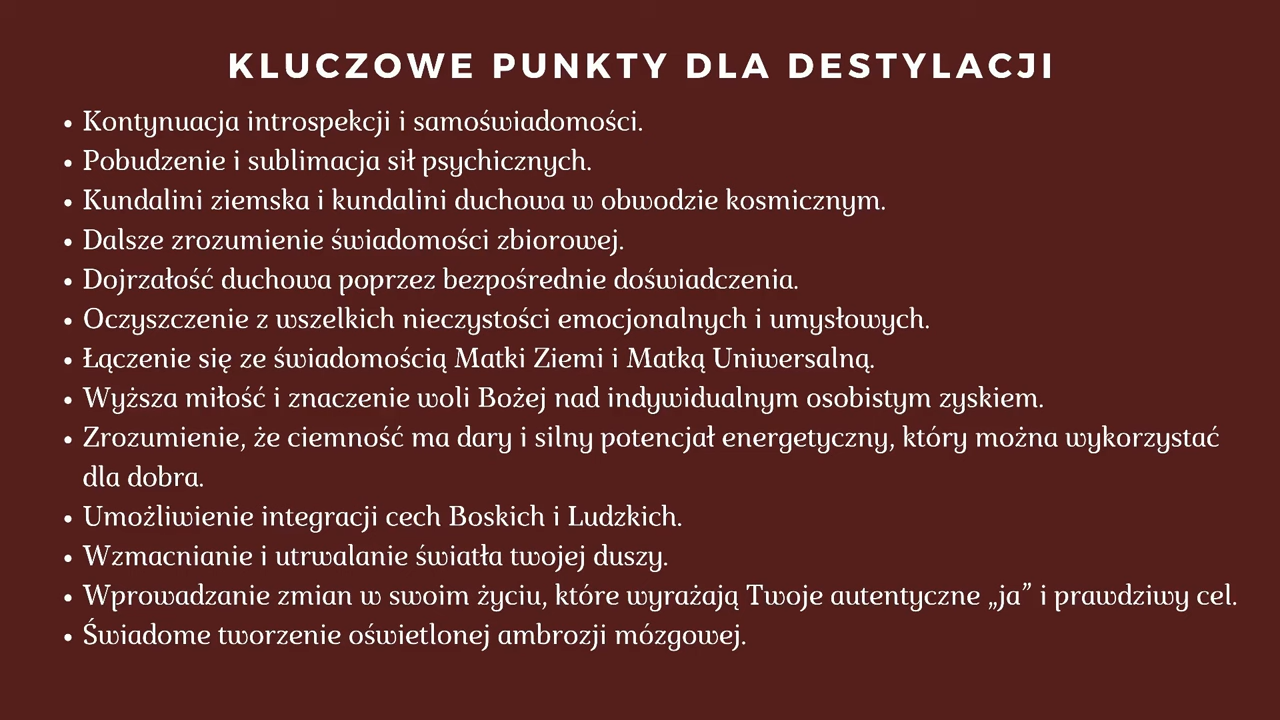 KLUCZOWE PUNKTY DLA DESTYLACJI
• Kontynuacja introspekcji i samoświadomości.
• Pobudzenie i sublimacja sił psychicznych.
• Kundalini ziemska i kundalini duchowa w obwodzie kosmicznym.
• Dalsze zrozumienie świadomości zbiorowej.
• Dojrzałość duchowa poprzez bezpośrednie doświadczenia.
• Oczyszczenie z wszelkich nieczystości emocjonalnych i umysłowych.
• Łączenie się ze świadomością Matki Ziemi i Matką Uniwersalną.
• Wyższa miłość i znaczenie woli Bożej nad indywidualnym osobistym zyskiem.
• Zrozumienie, że ciemność ma dary i silny potencjał energetyczny, który można wykorzystać
dla dobra.
• Umożliwienie integracji cech Boskich i Ludzkich.
• Wzmacnianie i utrwalanie światła twojej duszy.
• Wprowadzanie zmian w swoim życiu, które wyrażają Twoje autentyczne „ja” i prawdziwy cel.
• Świadome tworzenie oświetlonej ambrozji mózgowej.